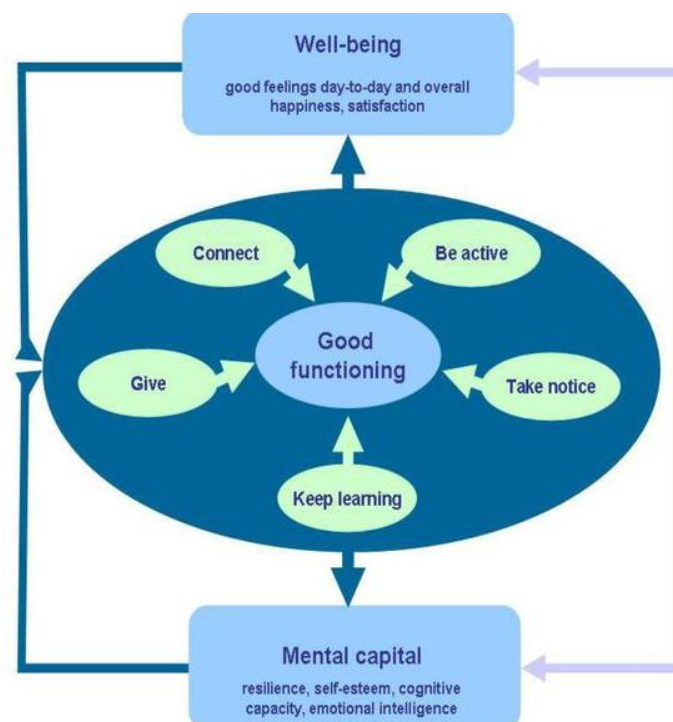 Well-being
good feelings day-to-day and overall
happiness, satisfaction
Connect
Be active
Good
functioning
Give
Take notice
Keep learning
Mental capital
resilience, self-esteem, cognitive
capacity, emotional intelligence